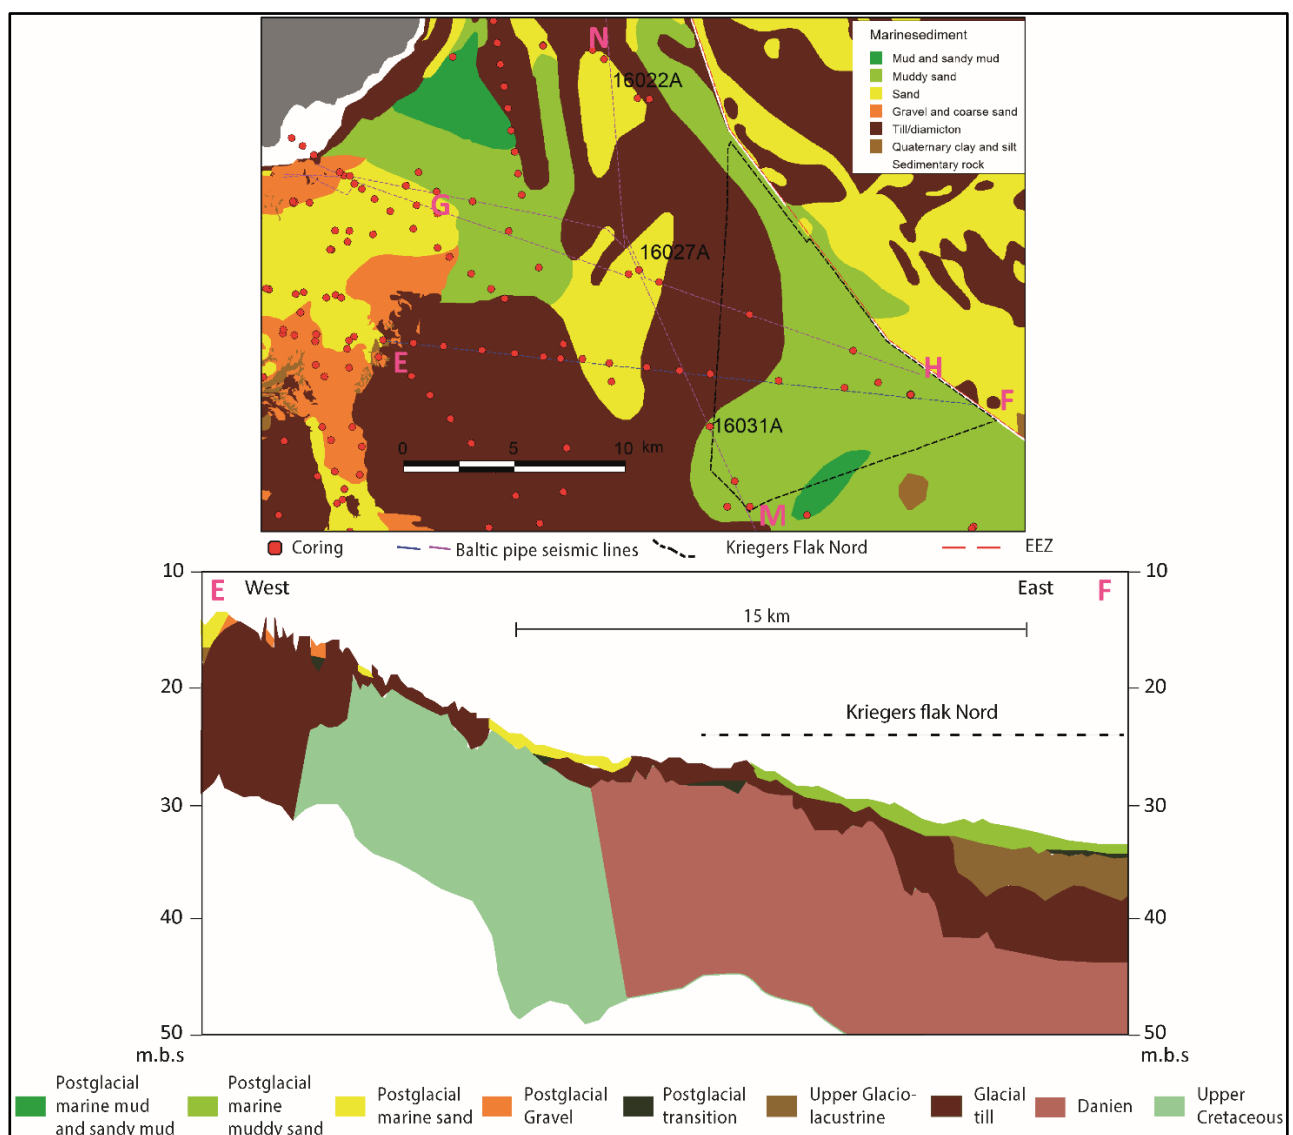 N
16022A
G
16027A
E
H
F
16031A
M
0 5 10 km
Marinesediment
Mud and sandy mud
Muddy sand
Sand
Gravel and coarse sand
Till/diamicton
Quaternary clay and silt
Sedimentary rock
Coring
Baltic pipe seismic lines
Kriegers Flak Nord
EEZ
10 10
E West East F
15 km
20 20
Kriegers flak Nord
30 30
40 40
50 50
m.b.s m.b.s
Postglacial
marine mud
and sandy mud
Postglacial
marine
muddy sand
Postglacial
marine sand
Postglacial
Gravel
Postglacial
transition
Upper Glacio-
lacustrine
Glacial
till
Danien
Upper
Cretaceous